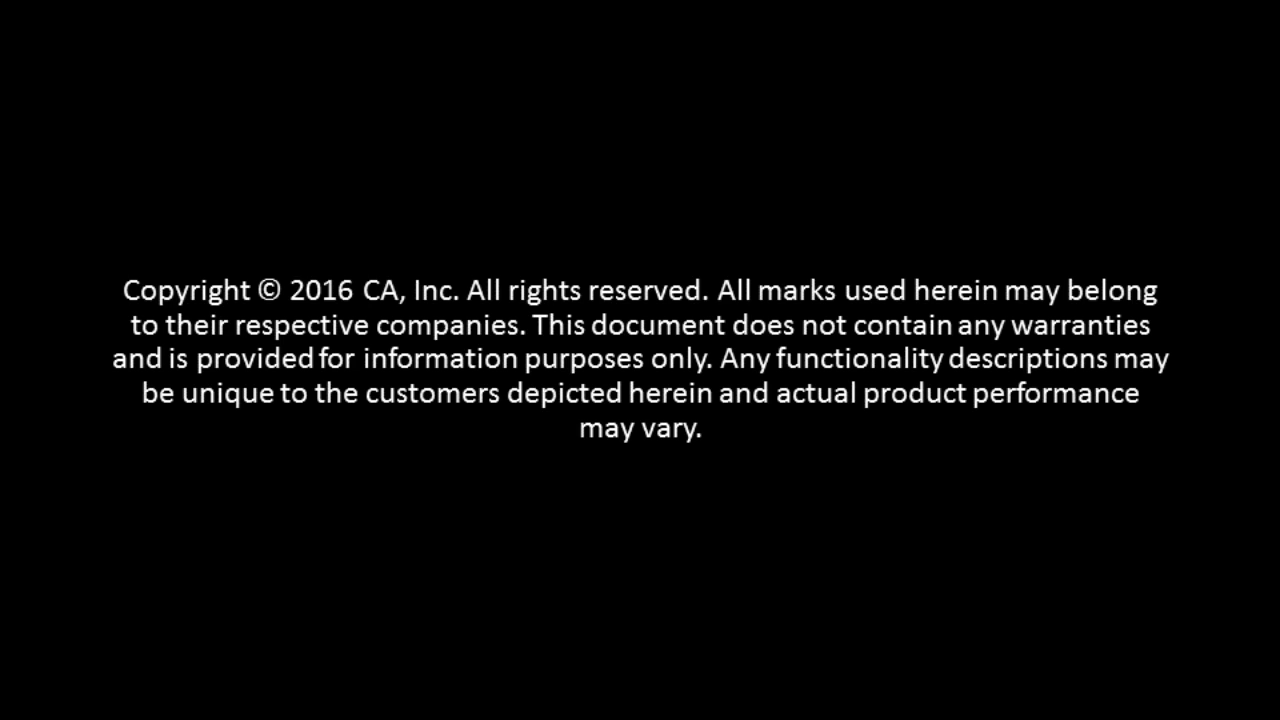 Copyright © 2016 CA, Inc. All rights reserved. All marks used herein may belong
to their respective companies. This document does not contain any warranties
and is provided for information purposes only. Any functionality descriptions may
be unique to the customers depicted herein and actual product performance
may vary.